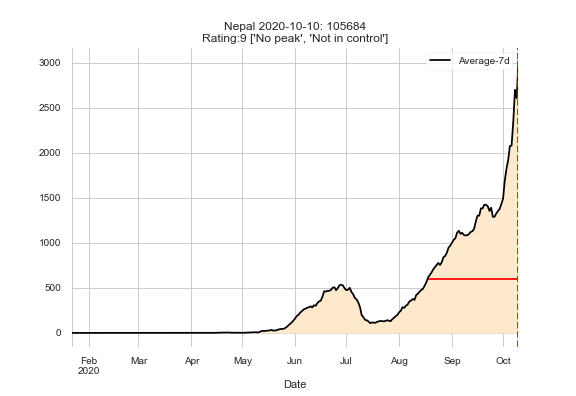 Nepal 2020-10-10: 105684
Rating:9 ['No peak', 'Not in control']
Average-7d
3000
2500
2000
1500
1000
500
0
Feb
2020
Mar
Apr
May
Jun
Jul
Aug
Sep
Oct
Date